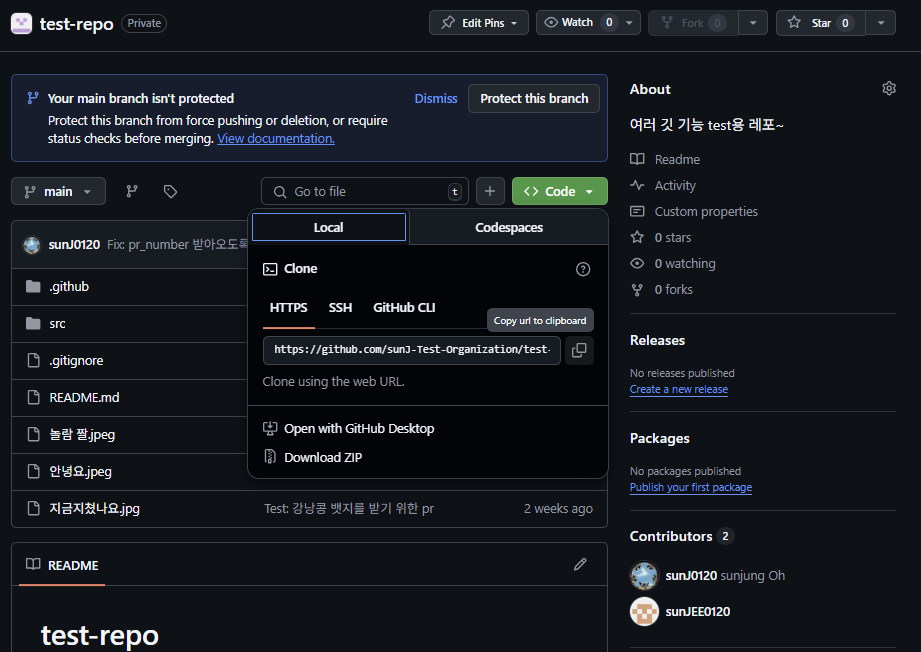 test-repo Private
Edit Pins Watch 0 Fork 0 Star 0
Your main branch isn't protected
Protect this branch from force pushing or deletion, or require
status checks before merging. View documentation.
Dismiss Protect this branch
main Go to file t Code
sunJ0120 Fix: pr_number 받아오도록
.github
src
.gitignore
README.md
놀람 짤.jpeg
안녕요.jpeg
지금지쳤나요.jpg Test: 강낭콩 뱃지를 받기 위한 pr 2 weeks ago
Local Codespaces
Clone
HTTPS SSH GitHub CLI
Copy url to clipboard
https://github.com/sunJ-Test-Organization/test-
Clone using the web URL.
Open with GitHub Desktop
Download ZIP
README
test-repo
About
여러 깃 기능 test용 레포~
Readme
Activity
Custom properties
0 stars
0 watching
0 forks
Releases
No releases published
Create a new release
Packages
No packages published
Publish your first package
Contributors 2
sunJ0120 sunjung Oh
sunJEE0120